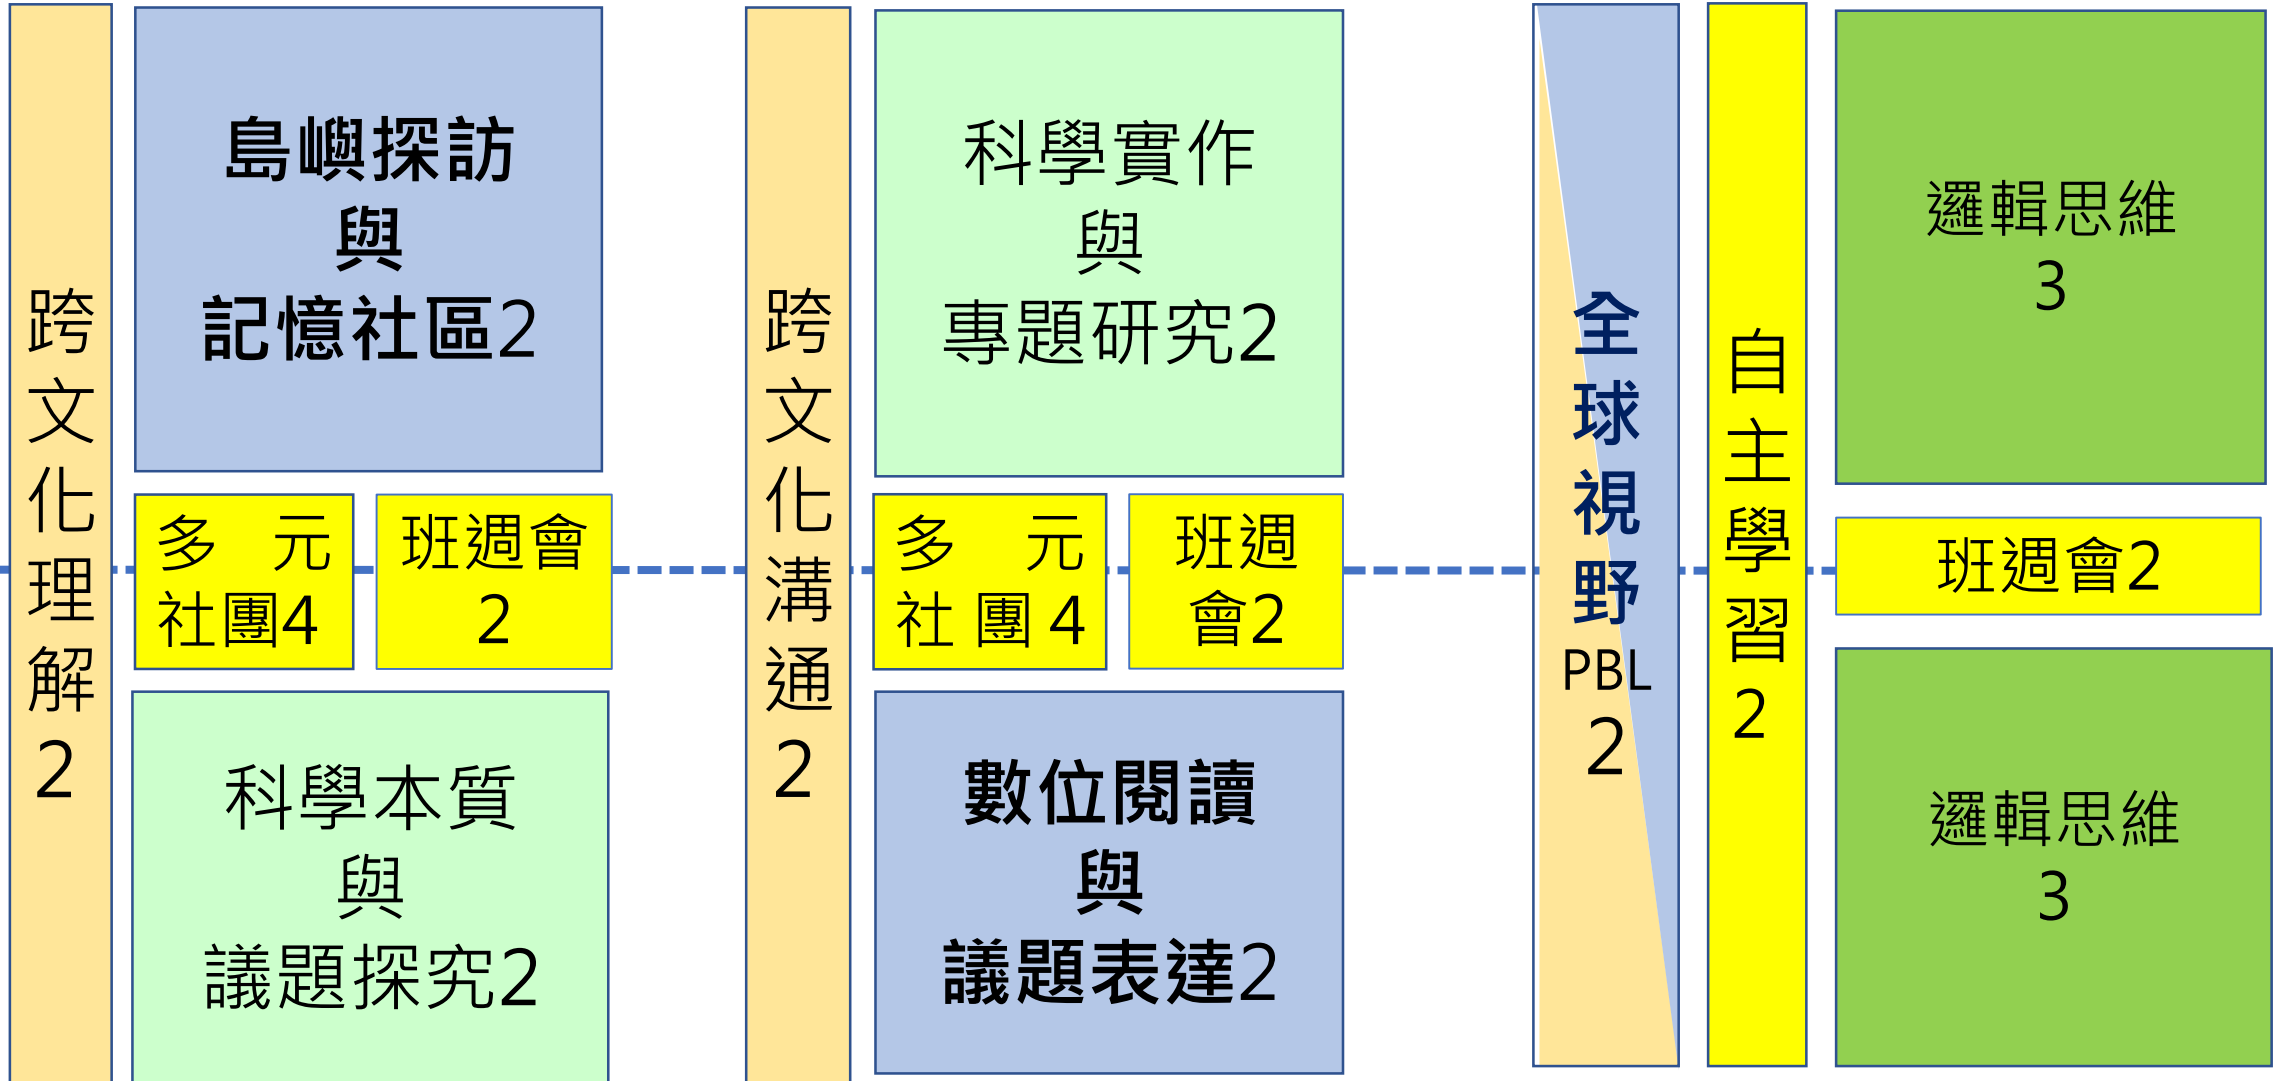 跨
文
化
理
解
2
島嶼探訪
與
記憶社區2
多 元
社團4
班週會
2
科學本質
與
議題探究2
跨
文
化
溝
通
2
科學實作
與
專題研究2
多 元
社 團 4
班週
會2
數位閱讀
與
議題表達2
全
球
視
野
PBL
2
自
主
學
習
2
邏輯思維
3
班週會2
邏輯思維
3